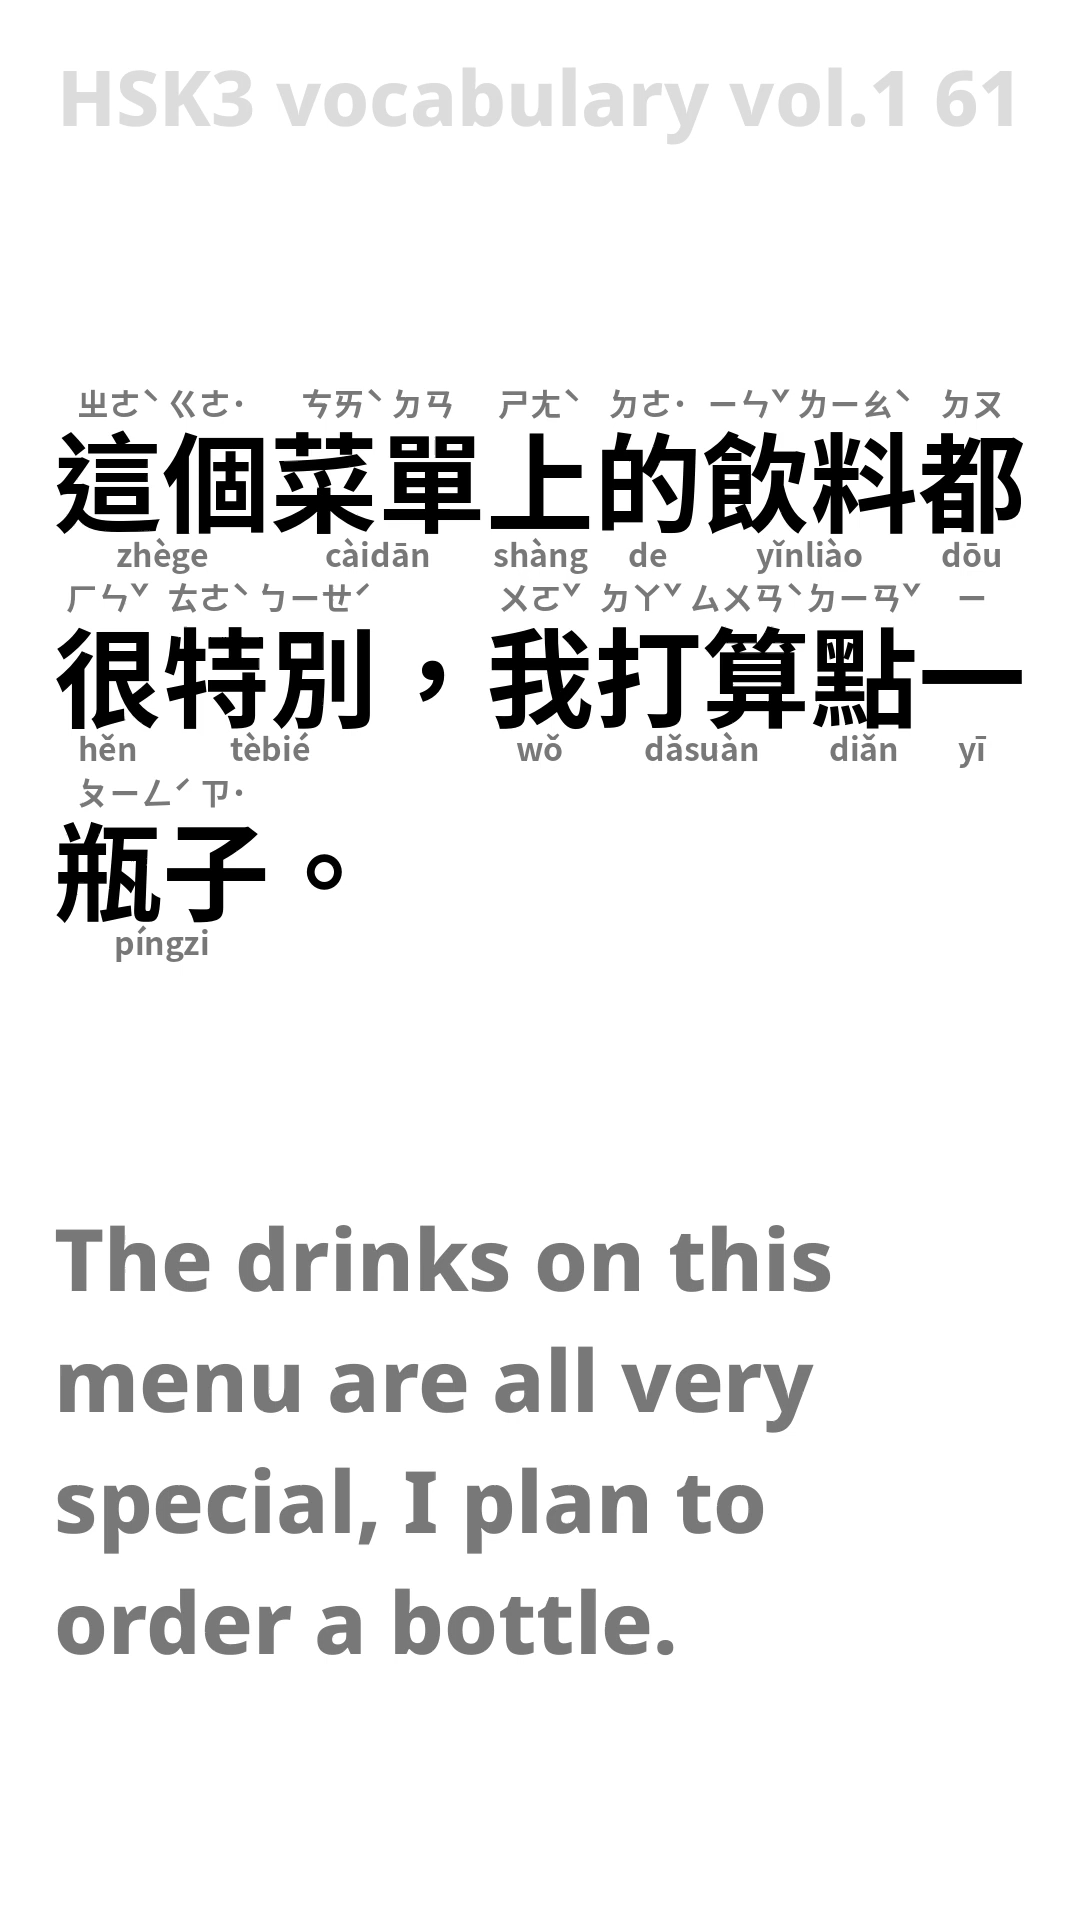 HSK3 vocabulary vol.1 61
ㄓㄜˋ ㄍㄜ˙ ㄘㄞˋ ㄉㄢ ㄕㄤˋ ㄉㄜ˙ ㄧㄣˇ ㄌㄧㄠˋ ㄉㄡ
這個菜單上的飲料都
zhège càidān shàng de yǐnliào dōu
ㄏㄣˇ ㄊㄜˋ ㄅㄧㄝˊ ㄨㄛˇ ㄉㄚˇ ㄙㄨㄢˋ ㄉㄧㄢˇ ㄧ
很特別，我打算點一
hěn tèbié wǒ dǎsuàn diǎn yī
ㄆㄧㄥˊ ㄗ˙
瓶子。
píngzi
The drinks on this
menu are all very
special, I plan to
order a bottle.